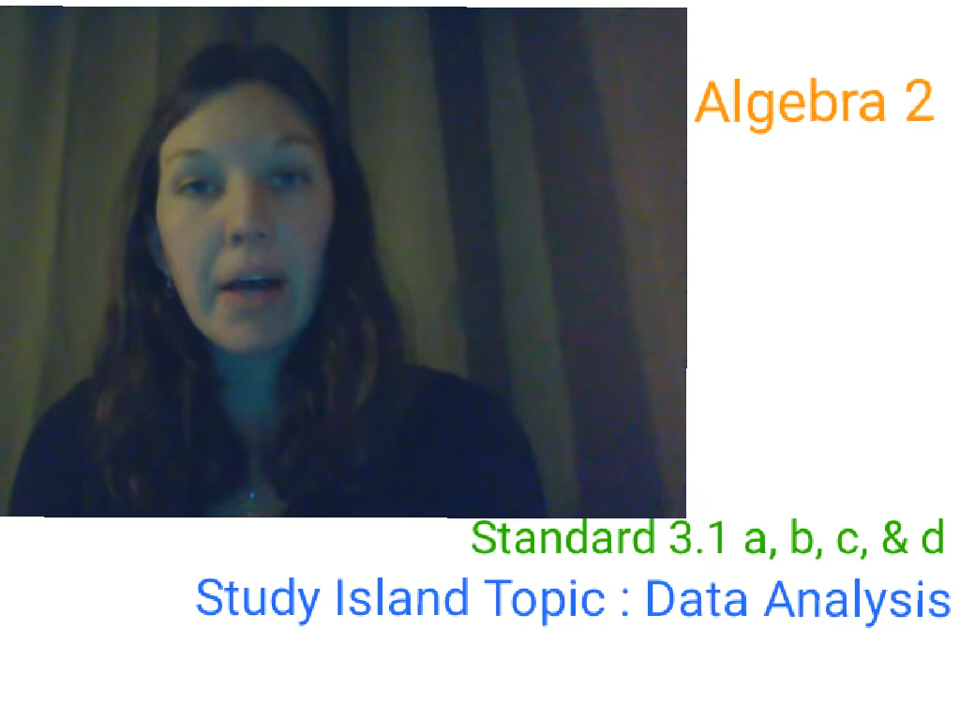 Algebra 2
Standard 3.1 a, b, c, & d
Study Island Topic : Data Analysis